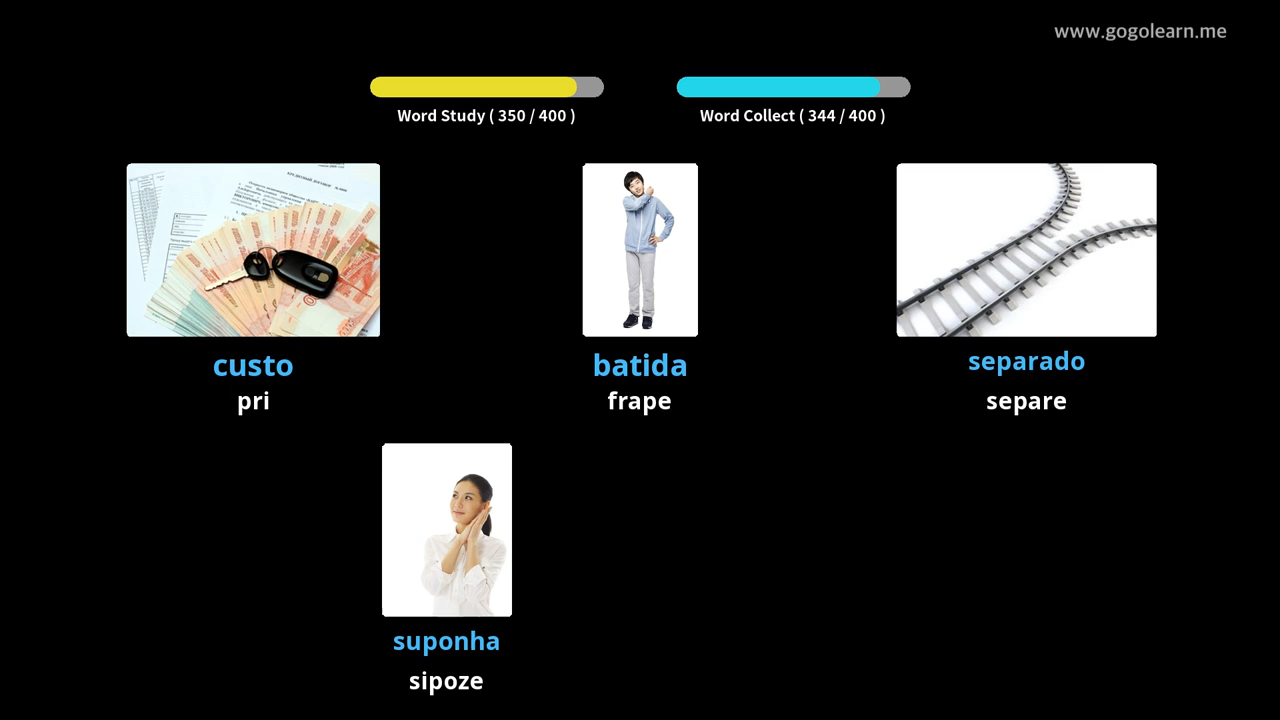 www.gogolearn.me
Word Study ( 350 / 400 )
Word Collect ( 344 / 400 )
custo
pri
batida
frape
separado
separe
suponha
sipoze